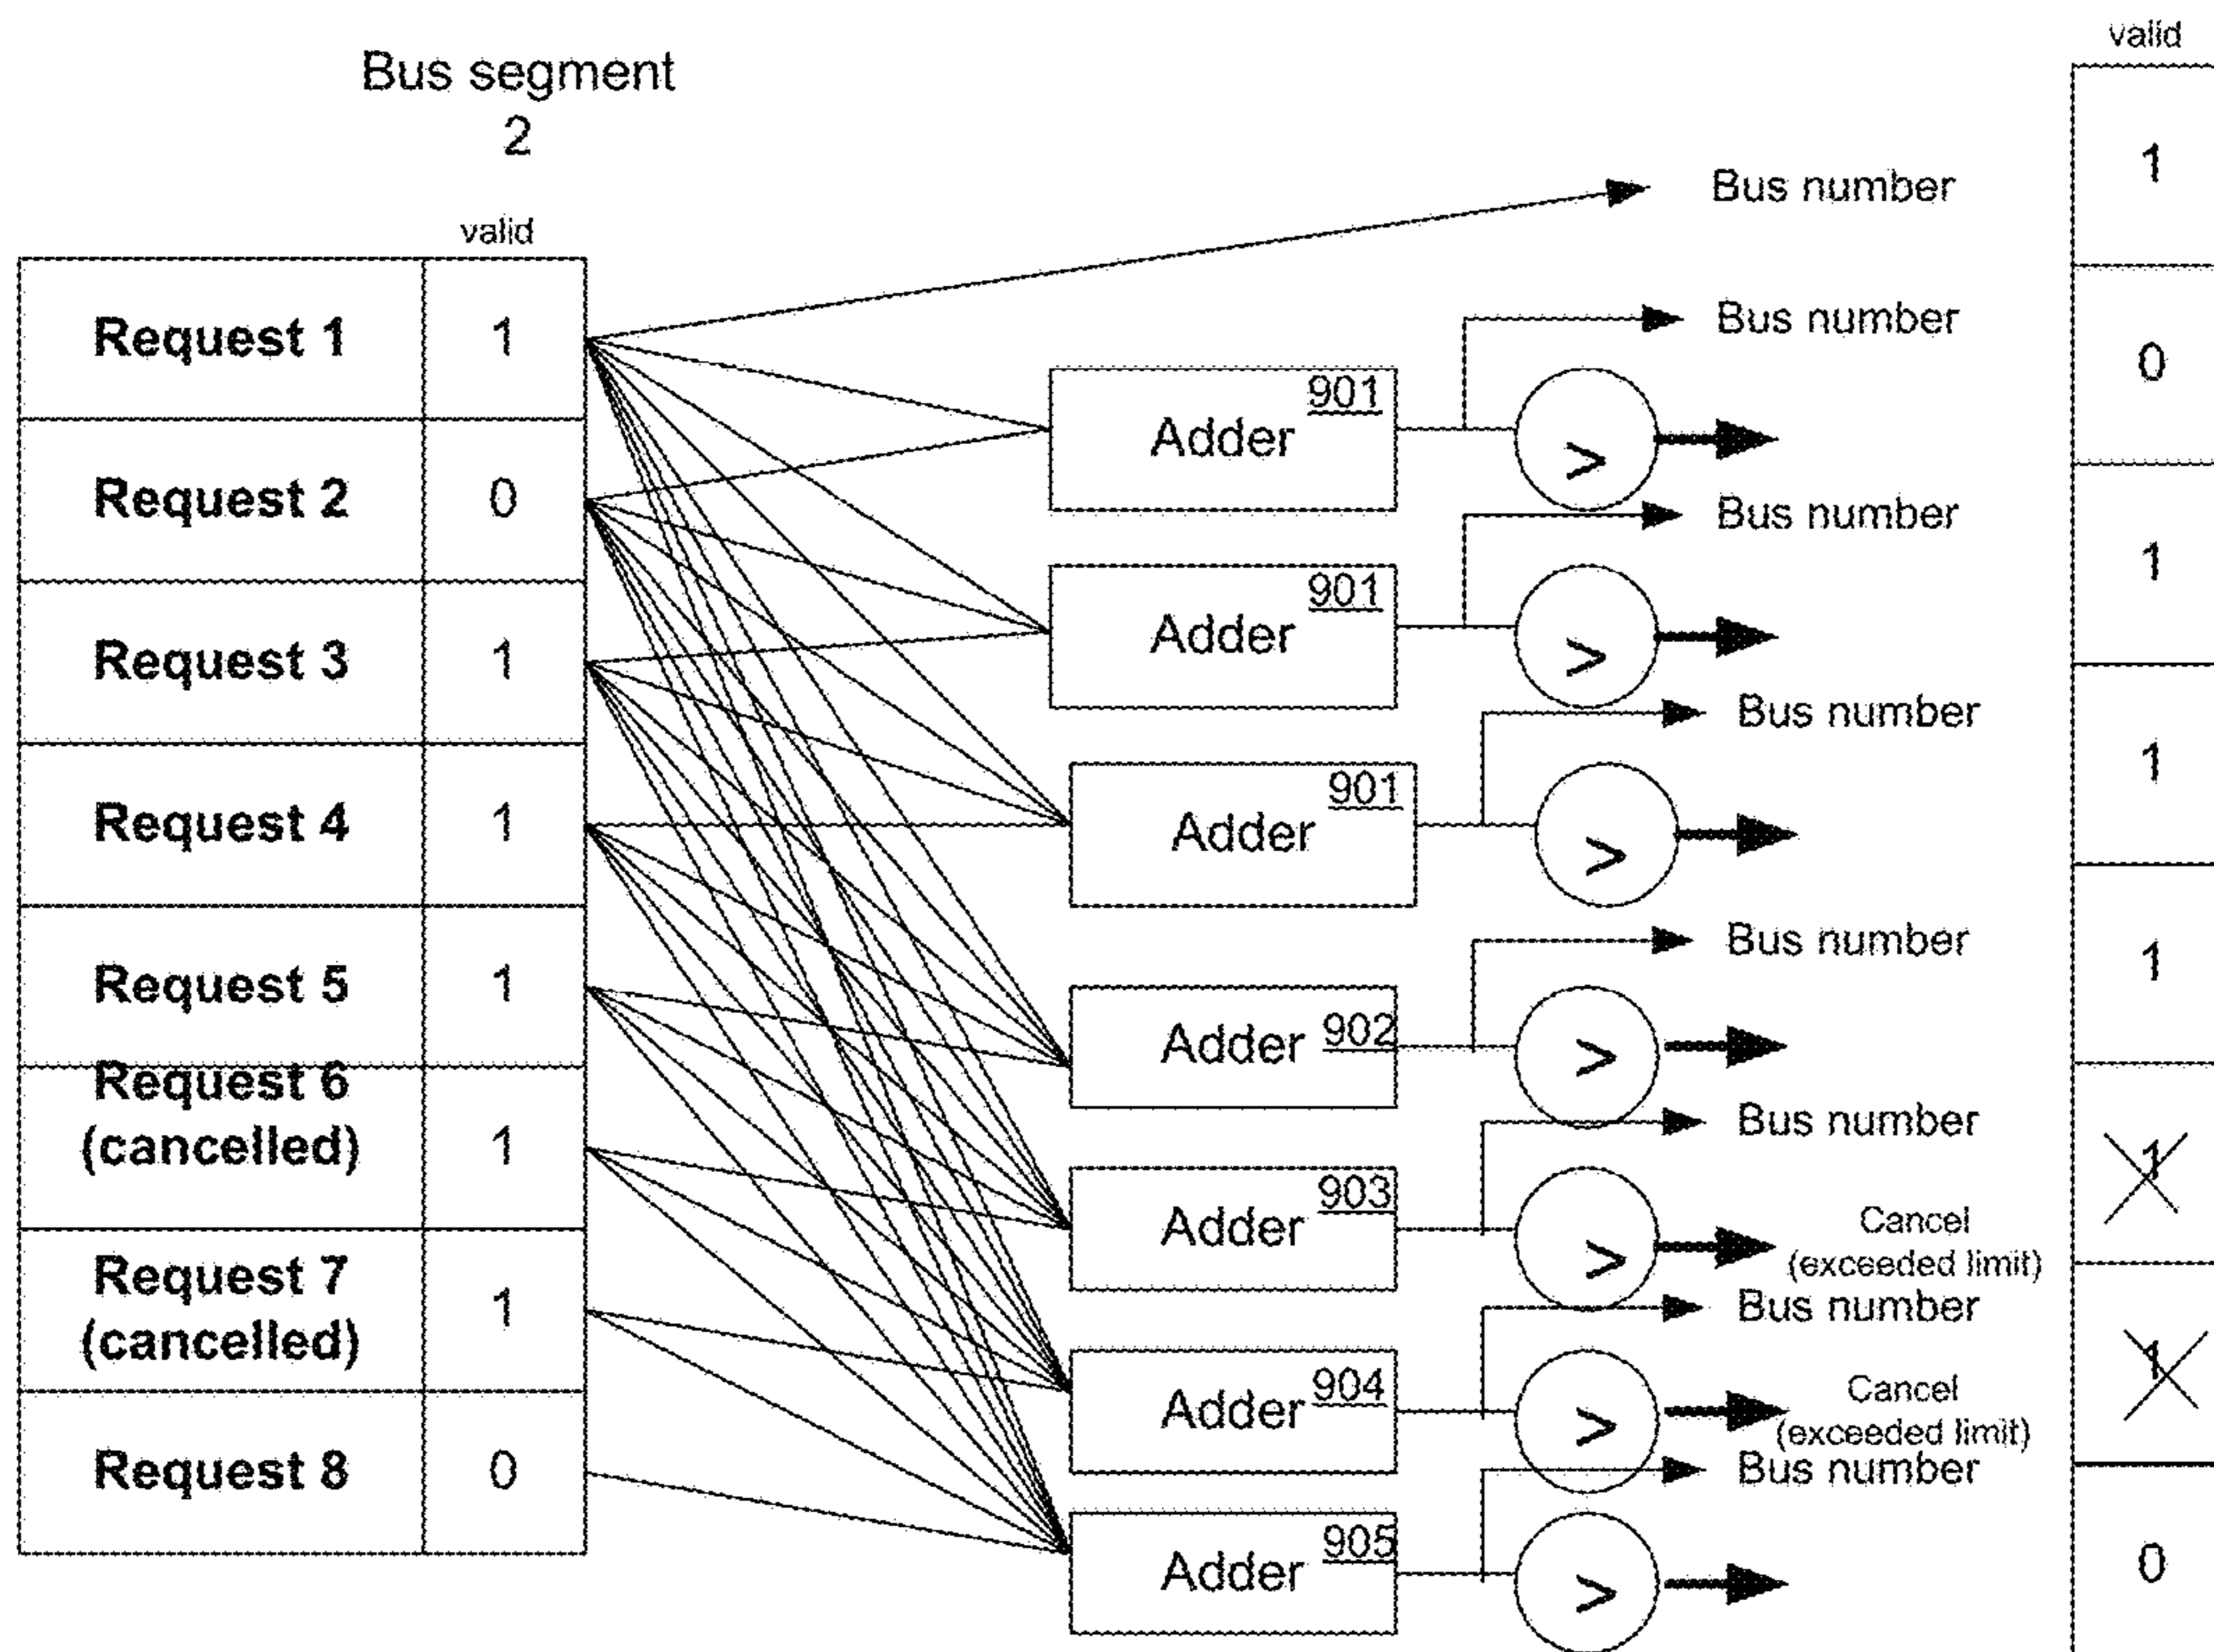 Bus segment
2
valid
Request 1 1
Request 2 0
Request 3 1
Request 4 1
Request 5 1
Request 6
(cancelled) 1
Request 7
(cancelled) 1
Request 8 0
Bus number
Adder 901
Bus number
>
Adder 901
Bus number
>
Adder 901
Bus number
>
Adder 902
Bus number
>
Adder 903
Bus number
>
Cancel
(exceeded limit)
Adder 904
Bus number
>
Cancel
(exceeded limit)
Adder 905
Bus number
>
valid
1
0
1
1
1
1
1
0